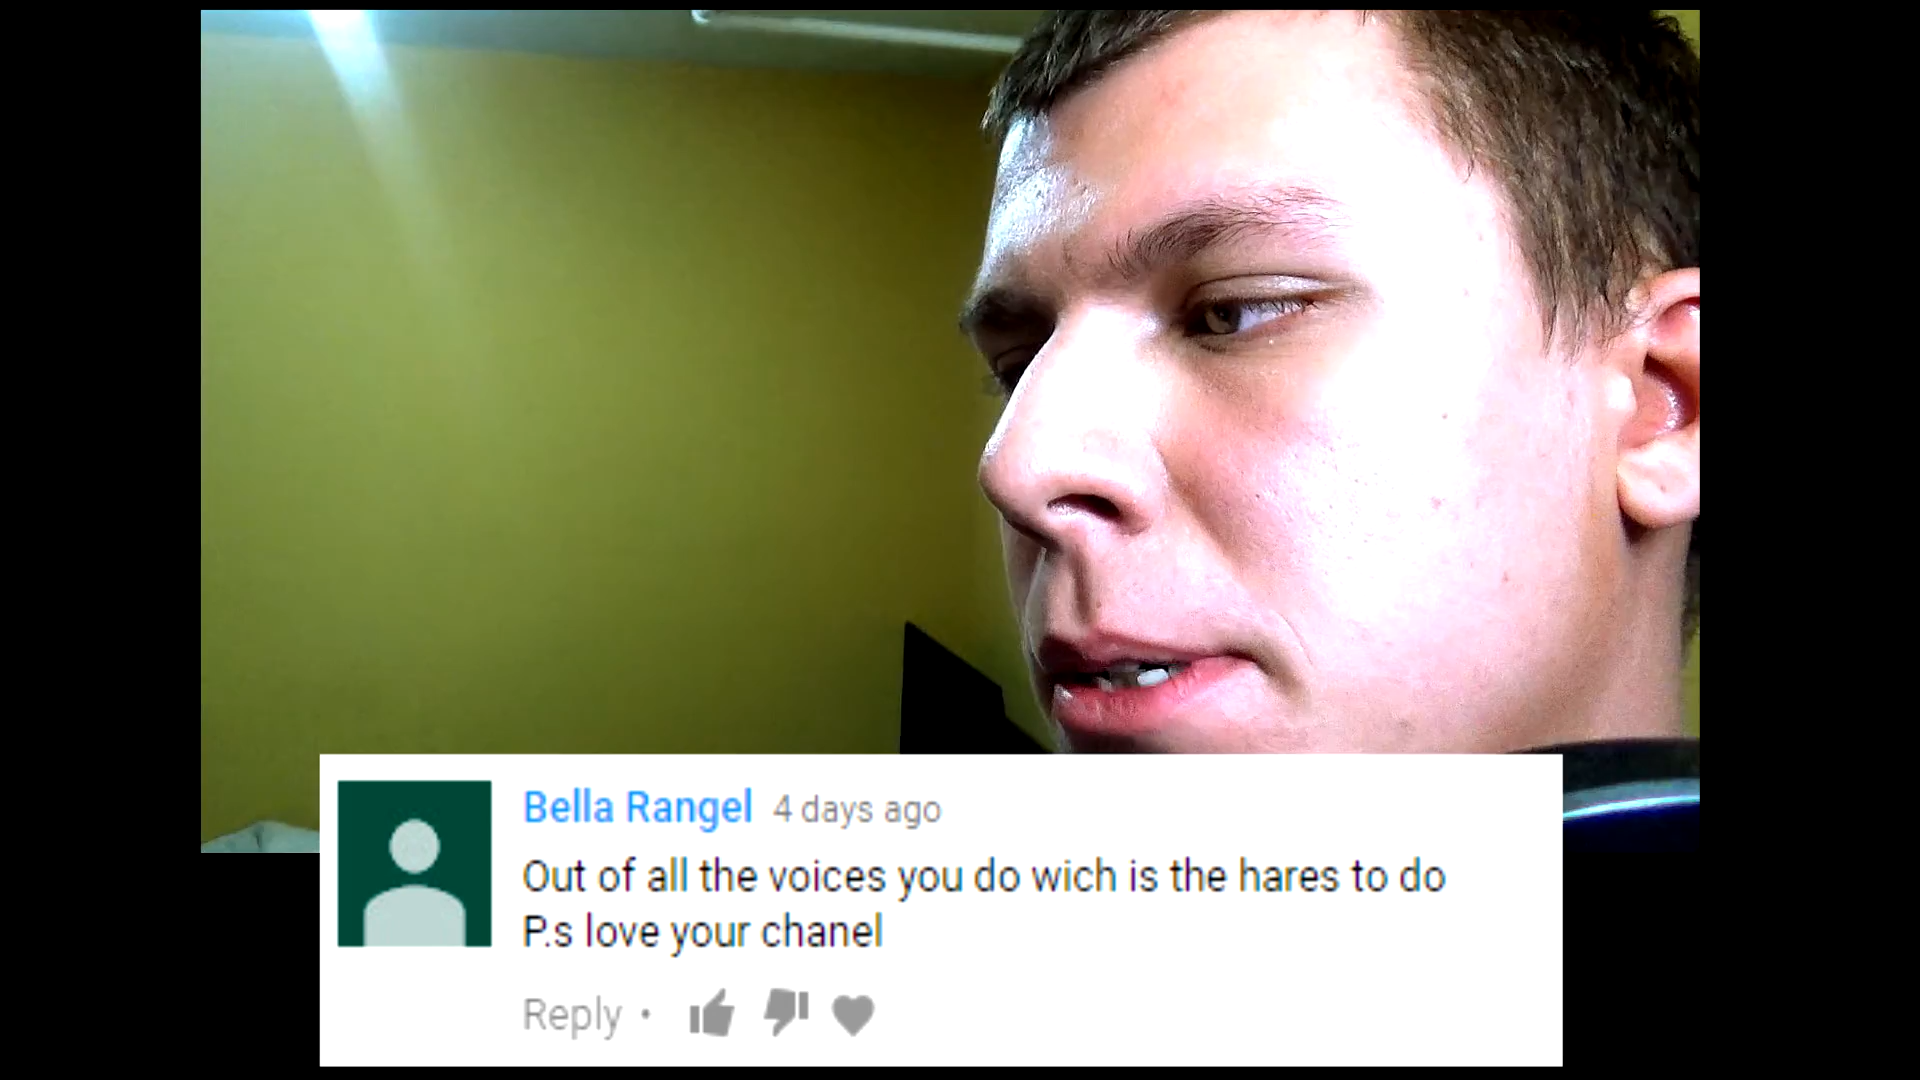 Bella Rangel 4 days ago
Out of all the voices you do wich is the hares to do
P.s love your chanel
Reply •